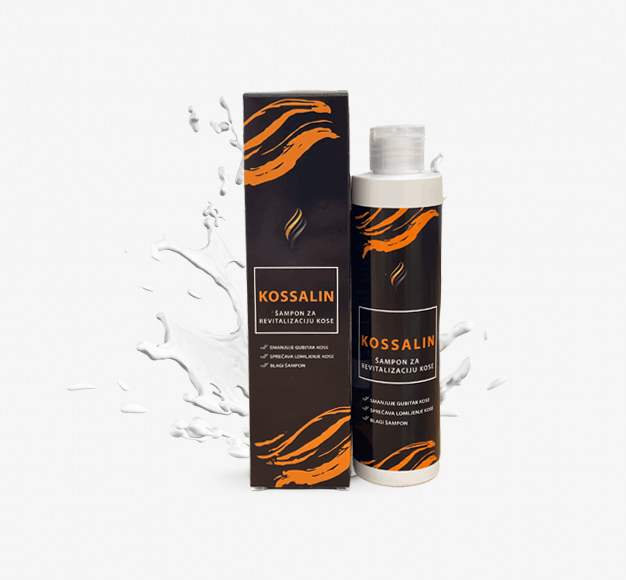 KOSSALIN
ŠAMPON ZA
REVITALIZACIJU KOSE
SMANJUJE GUBITAK KOSE
SPREČAVA LOMLJENJE KOSE
BLAGI ŠAMPON
KOSSALIN
ŠAMPON ZA
REVITALIZACIJU KOSE
SMANJUJE GUBITAK KOSE
SPREČAVA LOMLJENJE KOSE
BLAGI ŠAMPON